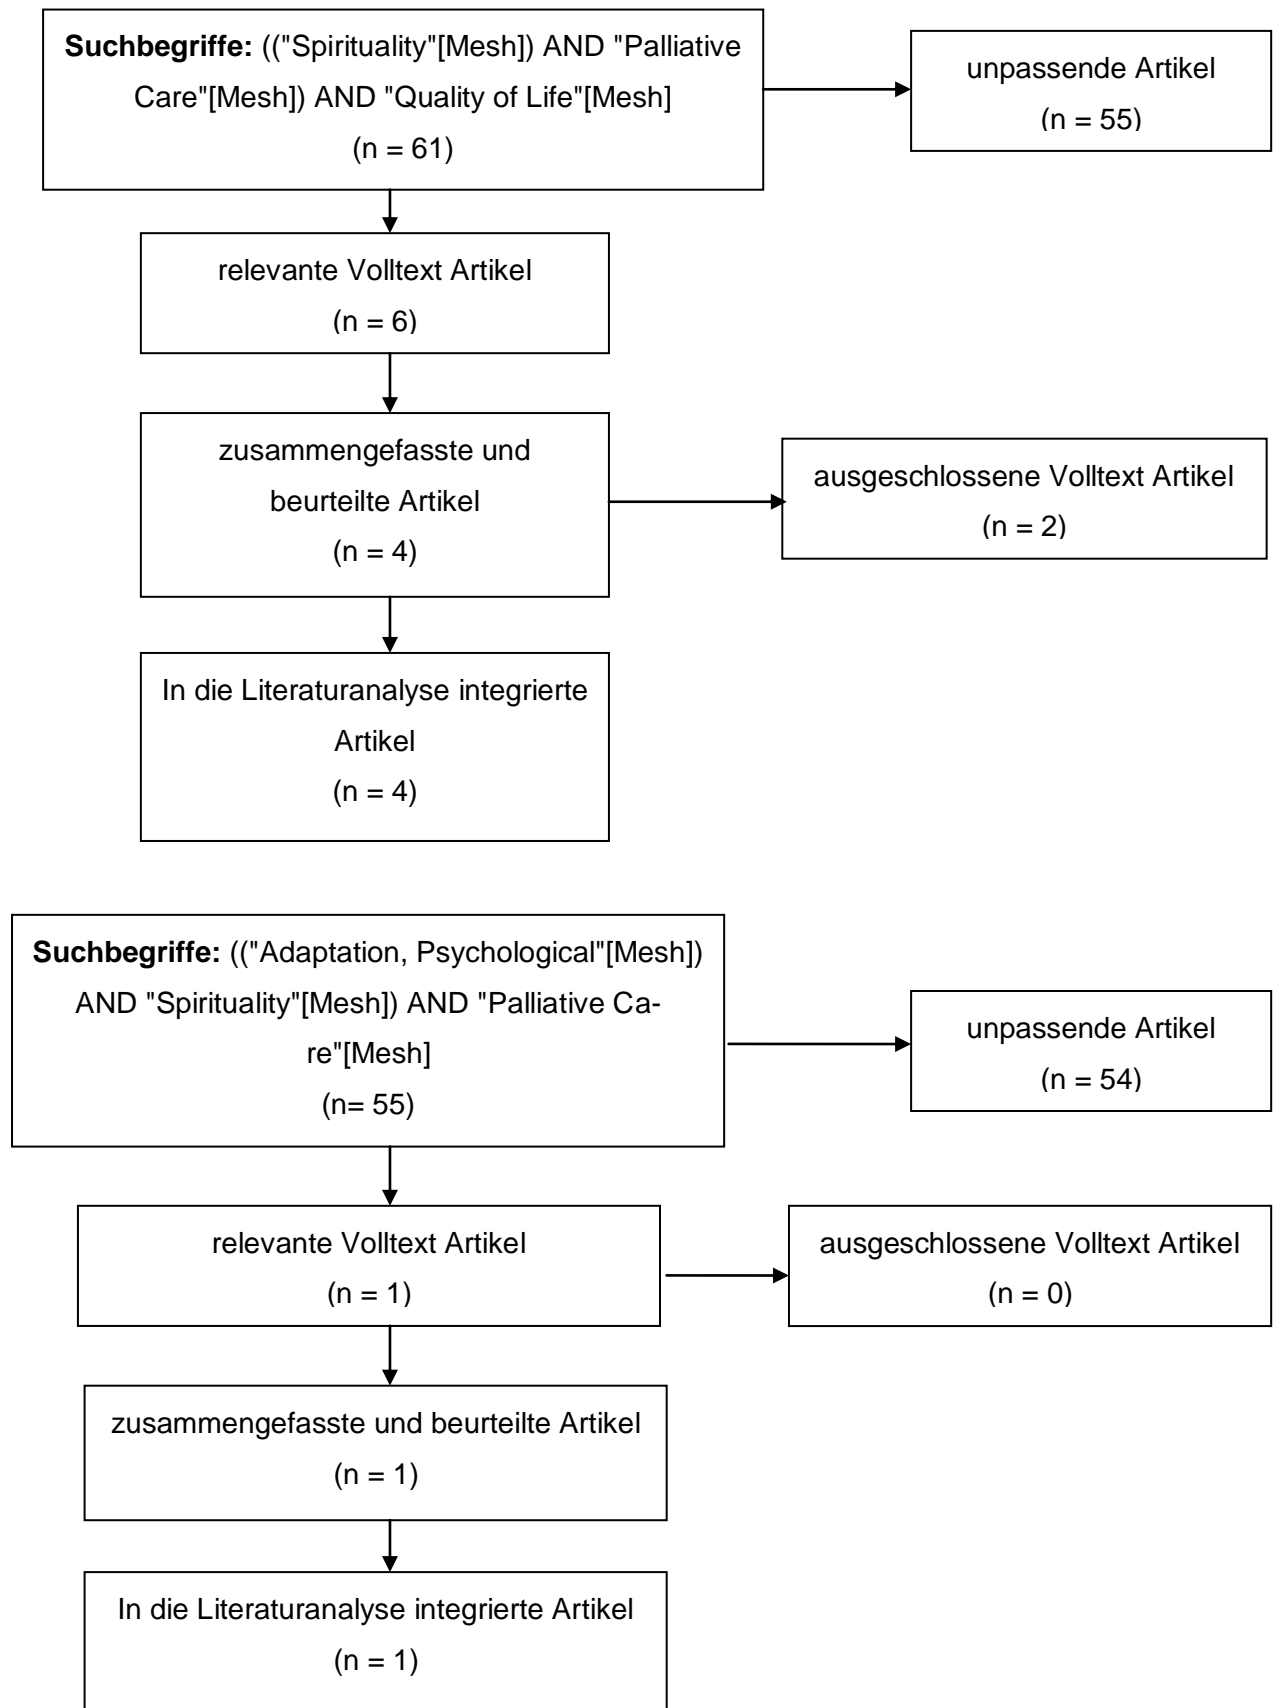 Suchbegriffe: (("Spirituality"[Mesh]) AND "Palliative
Care"[Mesh]) AND "Quality of Life"[Mesh]
(n = 61)
unpassende Artikel
(n = 55)
relevante Volltext Artikel
(n = 6)
zusammengefasste und
beurteilte Artikel
(n = 4)
ausgeschlossene Volltext Artikel
(n = 2)
In die Literaturanalyse integrierte
Artikel
(n = 4)
Suchbegriffe: (("Adaptation, Psychological"[Mesh])
AND "Spirituality"[Mesh]) AND "Palliative Ca-
re"[Mesh]
(n= 55)
unpassende Artikel
(n = 54)
relevante Volltext Artikel
(n = 1)
ausgeschlossene Volltext Artikel
(n = 0)
zusammengefasste und beurteilte Artikel
(n = 1)
In die Literaturanalyse integrierte Artikel
(n = 1)